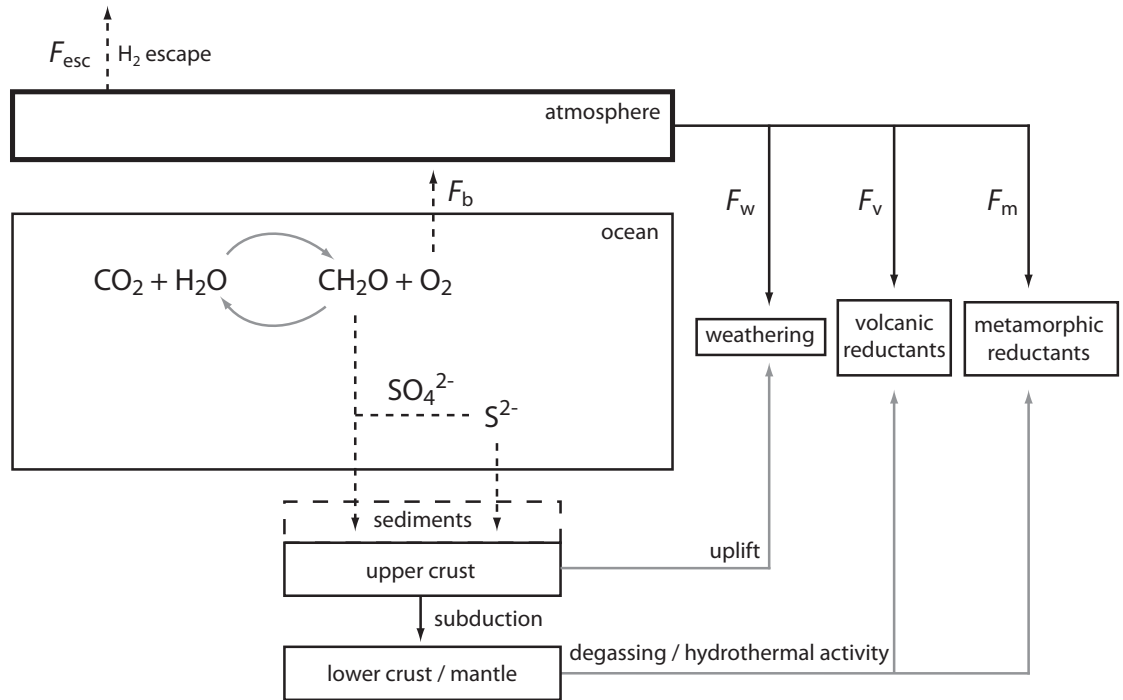 F_esc H₂ escape
atmosphere
F_b
F_w F_v F_m
ocean
CO₂ + H₂O CH₂O + O₂
weathering
volcanic
reductants
metamorphic
reductants
SO₄²⁻
S²⁻
sediments
upper crust
uplift
subduction
lower crust / mantle
degassing / hydrothermal activity